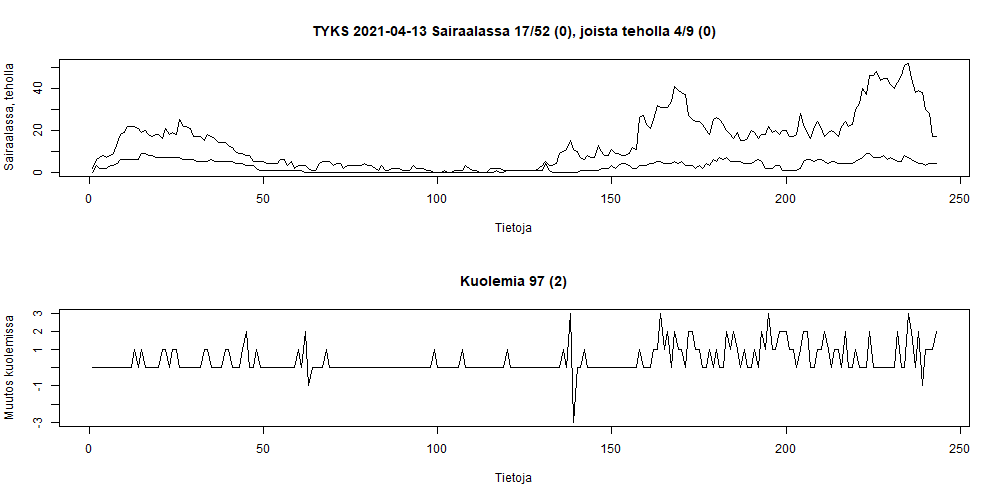 TYKS 2021-04-13 Sairaalassa 17/52 (0), joista teholla 4/9 (0)
Sairaalassa, teholla
40
20
0
0 50 100 150 200 250
Tietoja
Kuolemia 97 (2)
Muutos kuolemissa
3
2
1
-1
-3
0 50 100 150 200 250
Tietoja